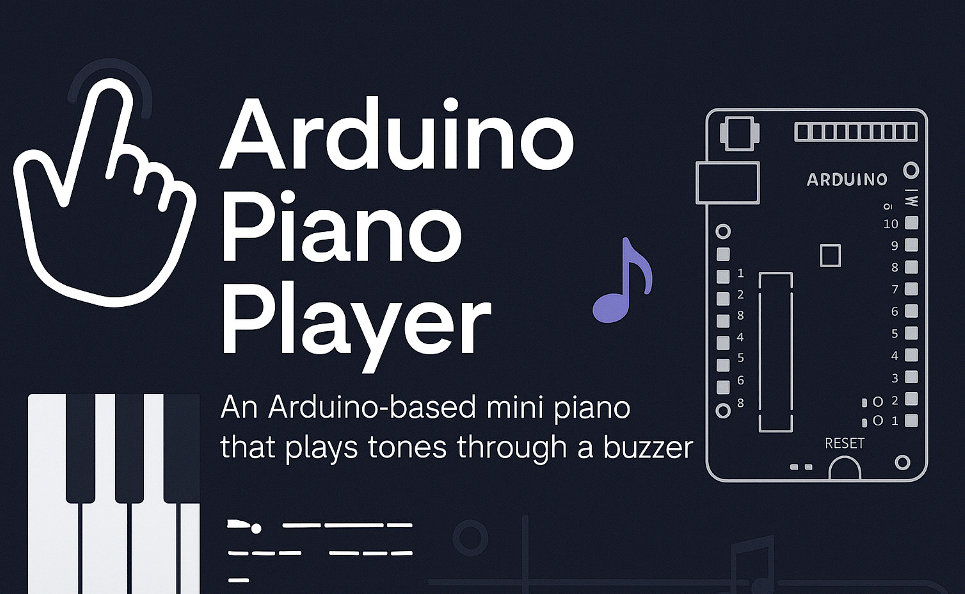 Arduino
Piano
Player
An Arduino-based mini piano
that plays tones through a buzzer
ARDUINO
10
9
8
7
6
5
4
3
2
1
1
2
8
4
5
6
8
RESET